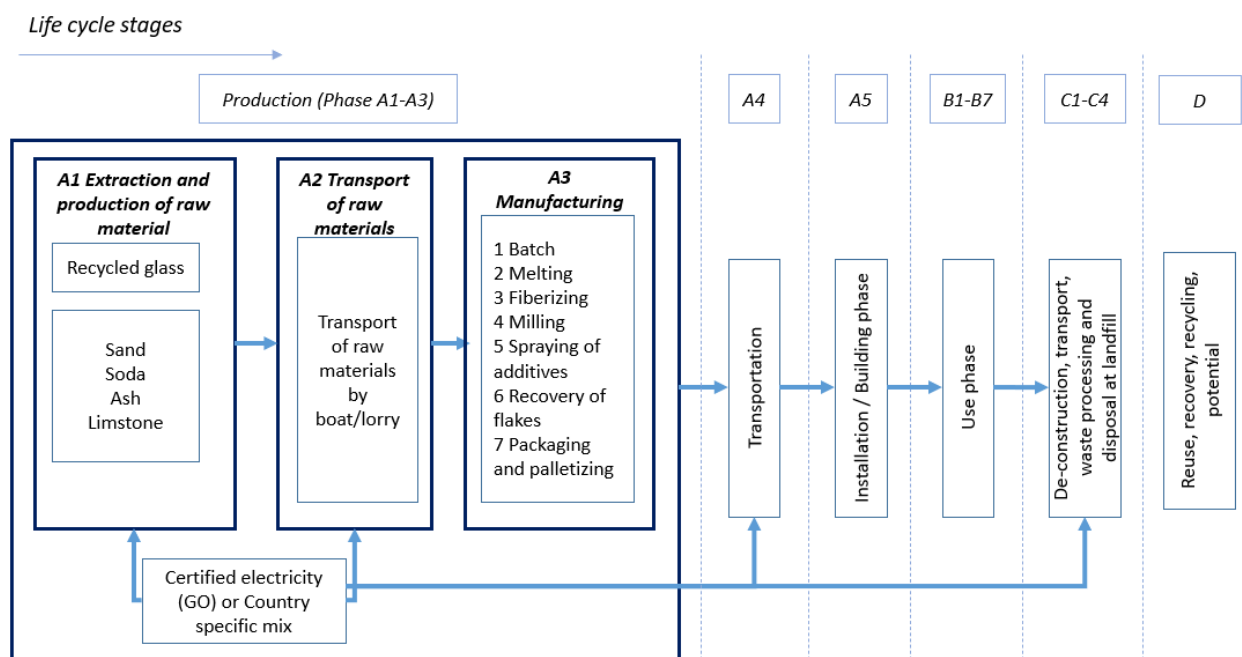 Life cycle stages
Production (Phase A1-A3)
A4
A5
B1-B7
C1-C4
D
A1 Extraction and
production of raw
material
Recycled glass
Sand
Soda
Ash
Limstone
A2 Transport
of raw
materials
Transport
of raw
materials
by
boat/lorry
A3
Manufacturing
1 Batch
2 Melting
3 Fiberizing
4 Milling
5 Spraying of
additives
6 Recovery of
flakes
7 Packaging
and palletizing
Transportation
Installation / Building phase
Use phase
De-construction, transport,
waste processing and
disposal at landfill
Reuse, recovery, recycling,
potential
Certified electricity
(GO) or Country
specific mix